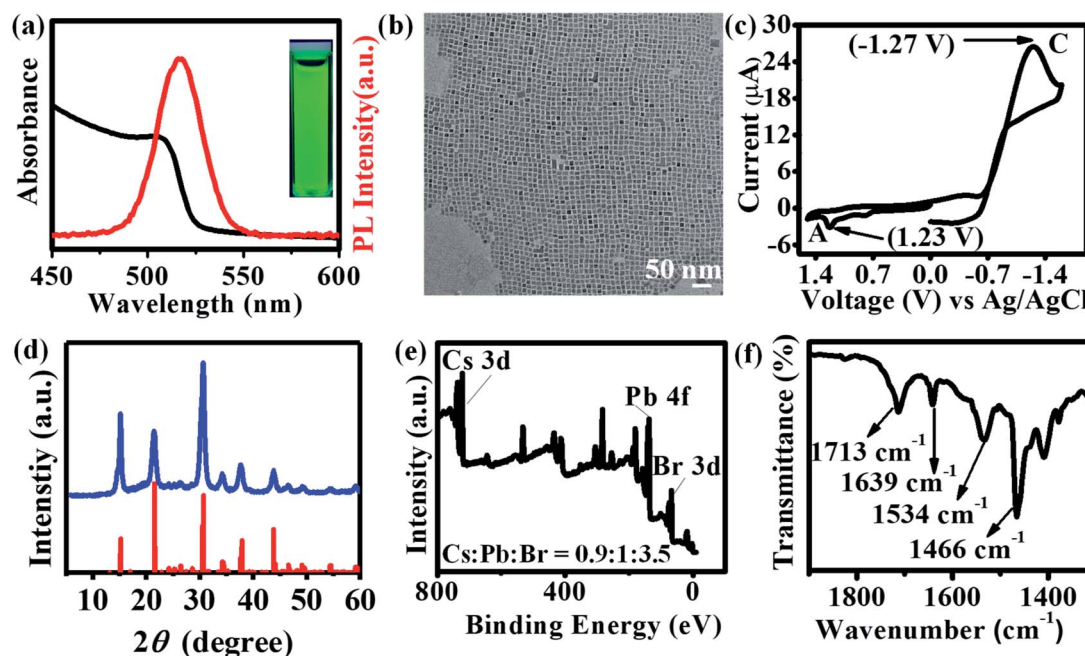 (a)
Absorbance
PL Intensity(a.u.)
450 500 550 600
Wavelength (nm)
(b)
50 nm
(c)
(-1.27 V)
C
30
24
18
12
6
0
-6
Current (μA)
A
(1.23 V)
1.4 0.7 0.0 -0.7 -1.4
Voltage (V) vs Ag/AgCl
(d)
Intenstiy (a.u.)
10 20 30 40 50 60
2θ (degree)
(e)
Intensity (a.u.)
Cs 3d
Pb 4f
Br 3d
Cs:Pb:Br = 0.9:1:3.5
800 400 0
Binding Energy (eV)
(f)
Transmittance (%)
1713 cm⁻¹
1639 cm⁻¹
1534 cm⁻¹
1466 cm⁻¹
1800 1600 1400
Wavenumber (cm⁻¹)